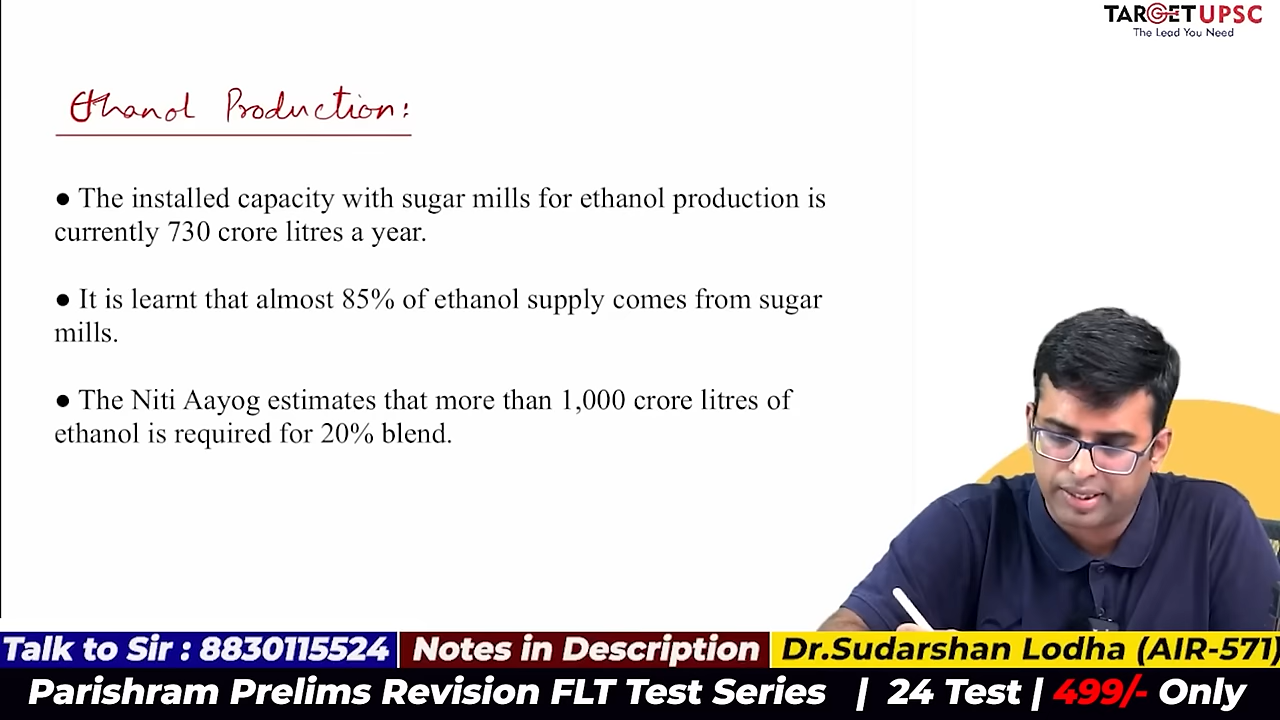 TARGET UPSC
The Lead You Need
Ethanol Production:
● The installed capacity with sugar mills for ethanol production is
currently 730 crore litres a year.
● It is learnt that almost 85% of ethanol supply comes from sugar
mills.
● The Niti Aayog estimates that more than 1,000 crore litres of
ethanol is required for 20% blend.
Talk to Sir : 8830115524
Notes in Description
Dr.Sudarshan Lodha (AIR-571)
Parishram Prelims Revision FLT Test Series | 24 Test | 499/- Only